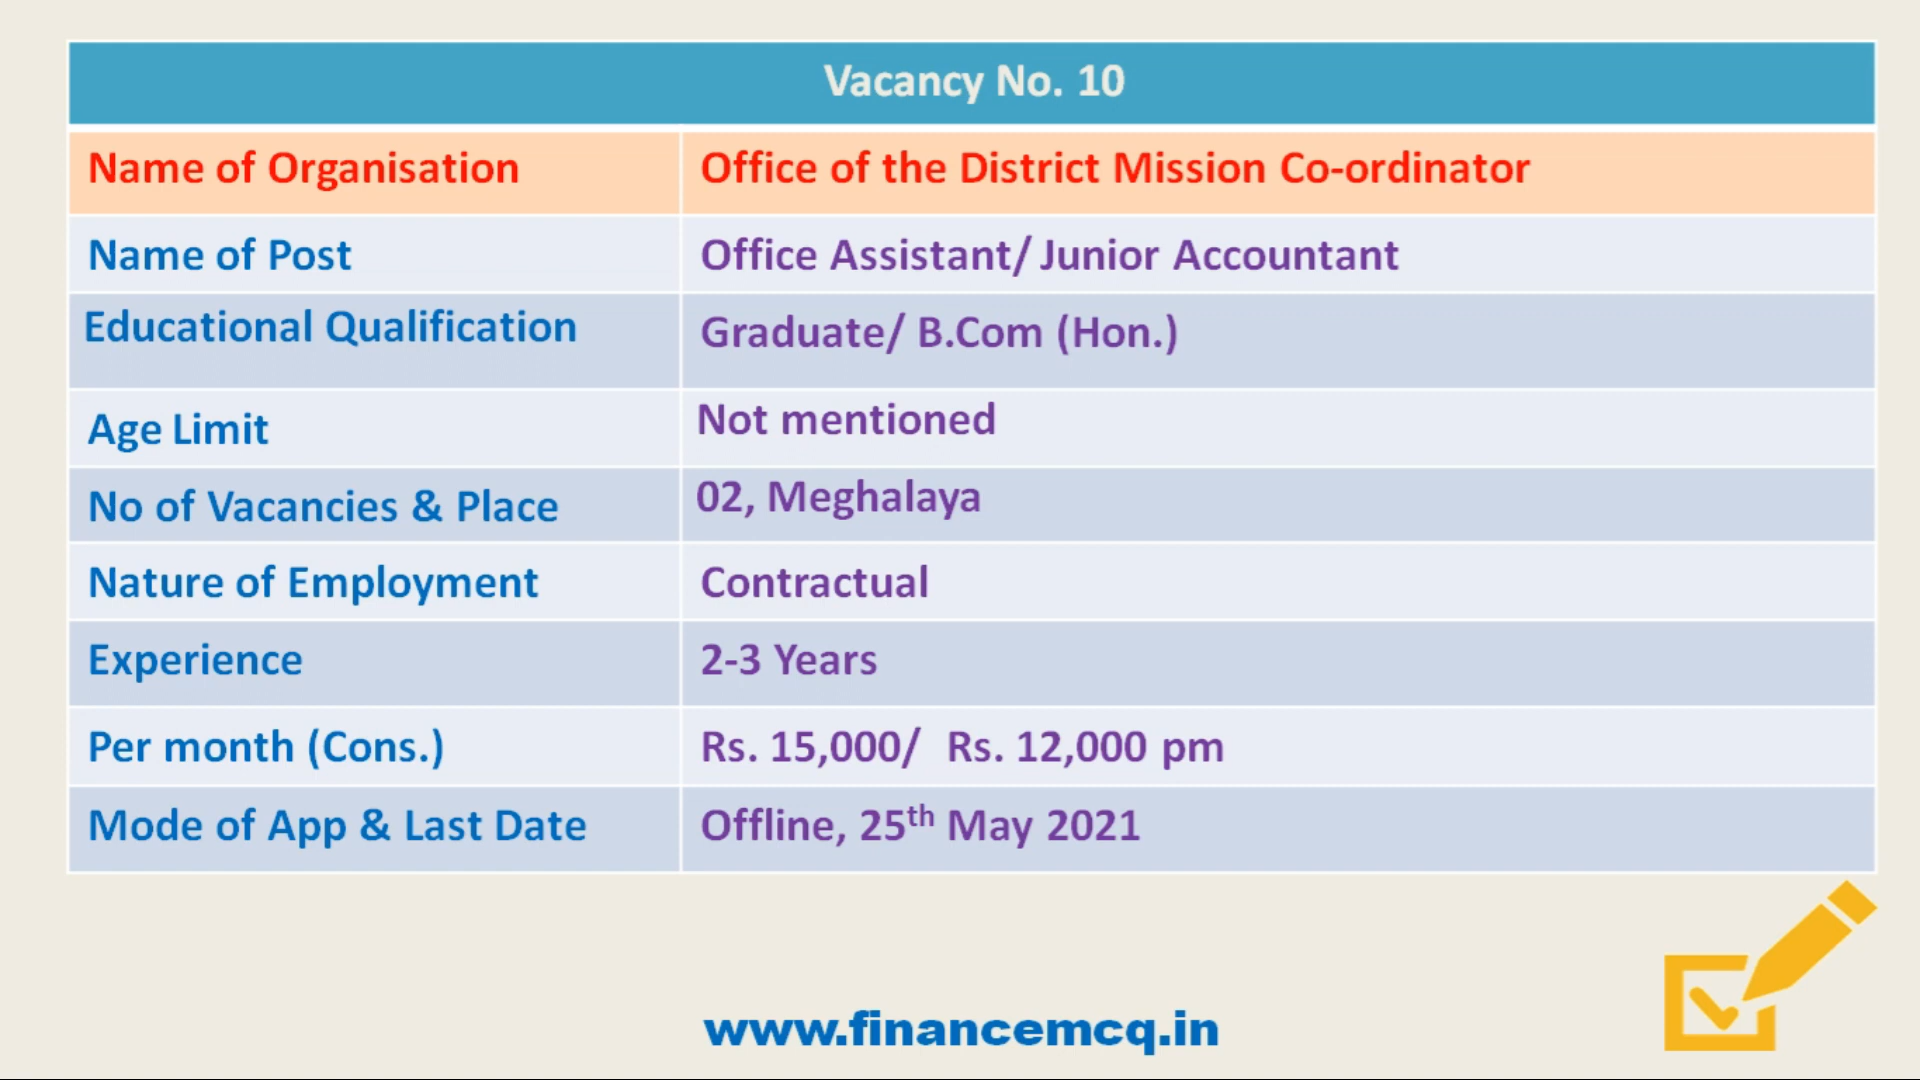 Vacancy No. 10
Name of Organisation Office of the District Mission Co-ordinator
Name of Post Office Assistant/ Junior Accountant
Educational Qualification Graduate/ B.Com (Hon.)
Age Limit Not mentioned
No of Vacancies & Place 02, Meghalaya
Nature of Employment Contractual
Experience 2-3 Years
Per month (Cons.) Rs. 15,000/ Rs. 12,000 pm
Mode of App & Last Date Offline, 25th May 2021
www.financemcq.in